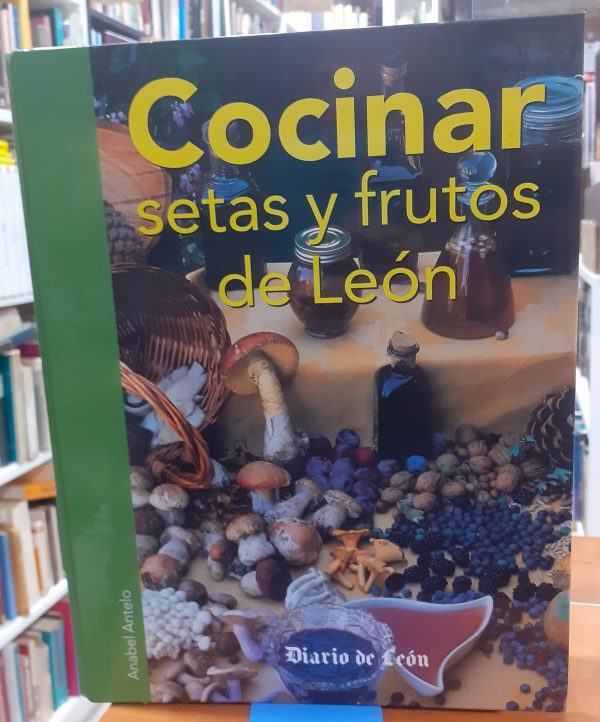 Cocinar
setas y frutos
de León
Anabel Antelo
Diario de León